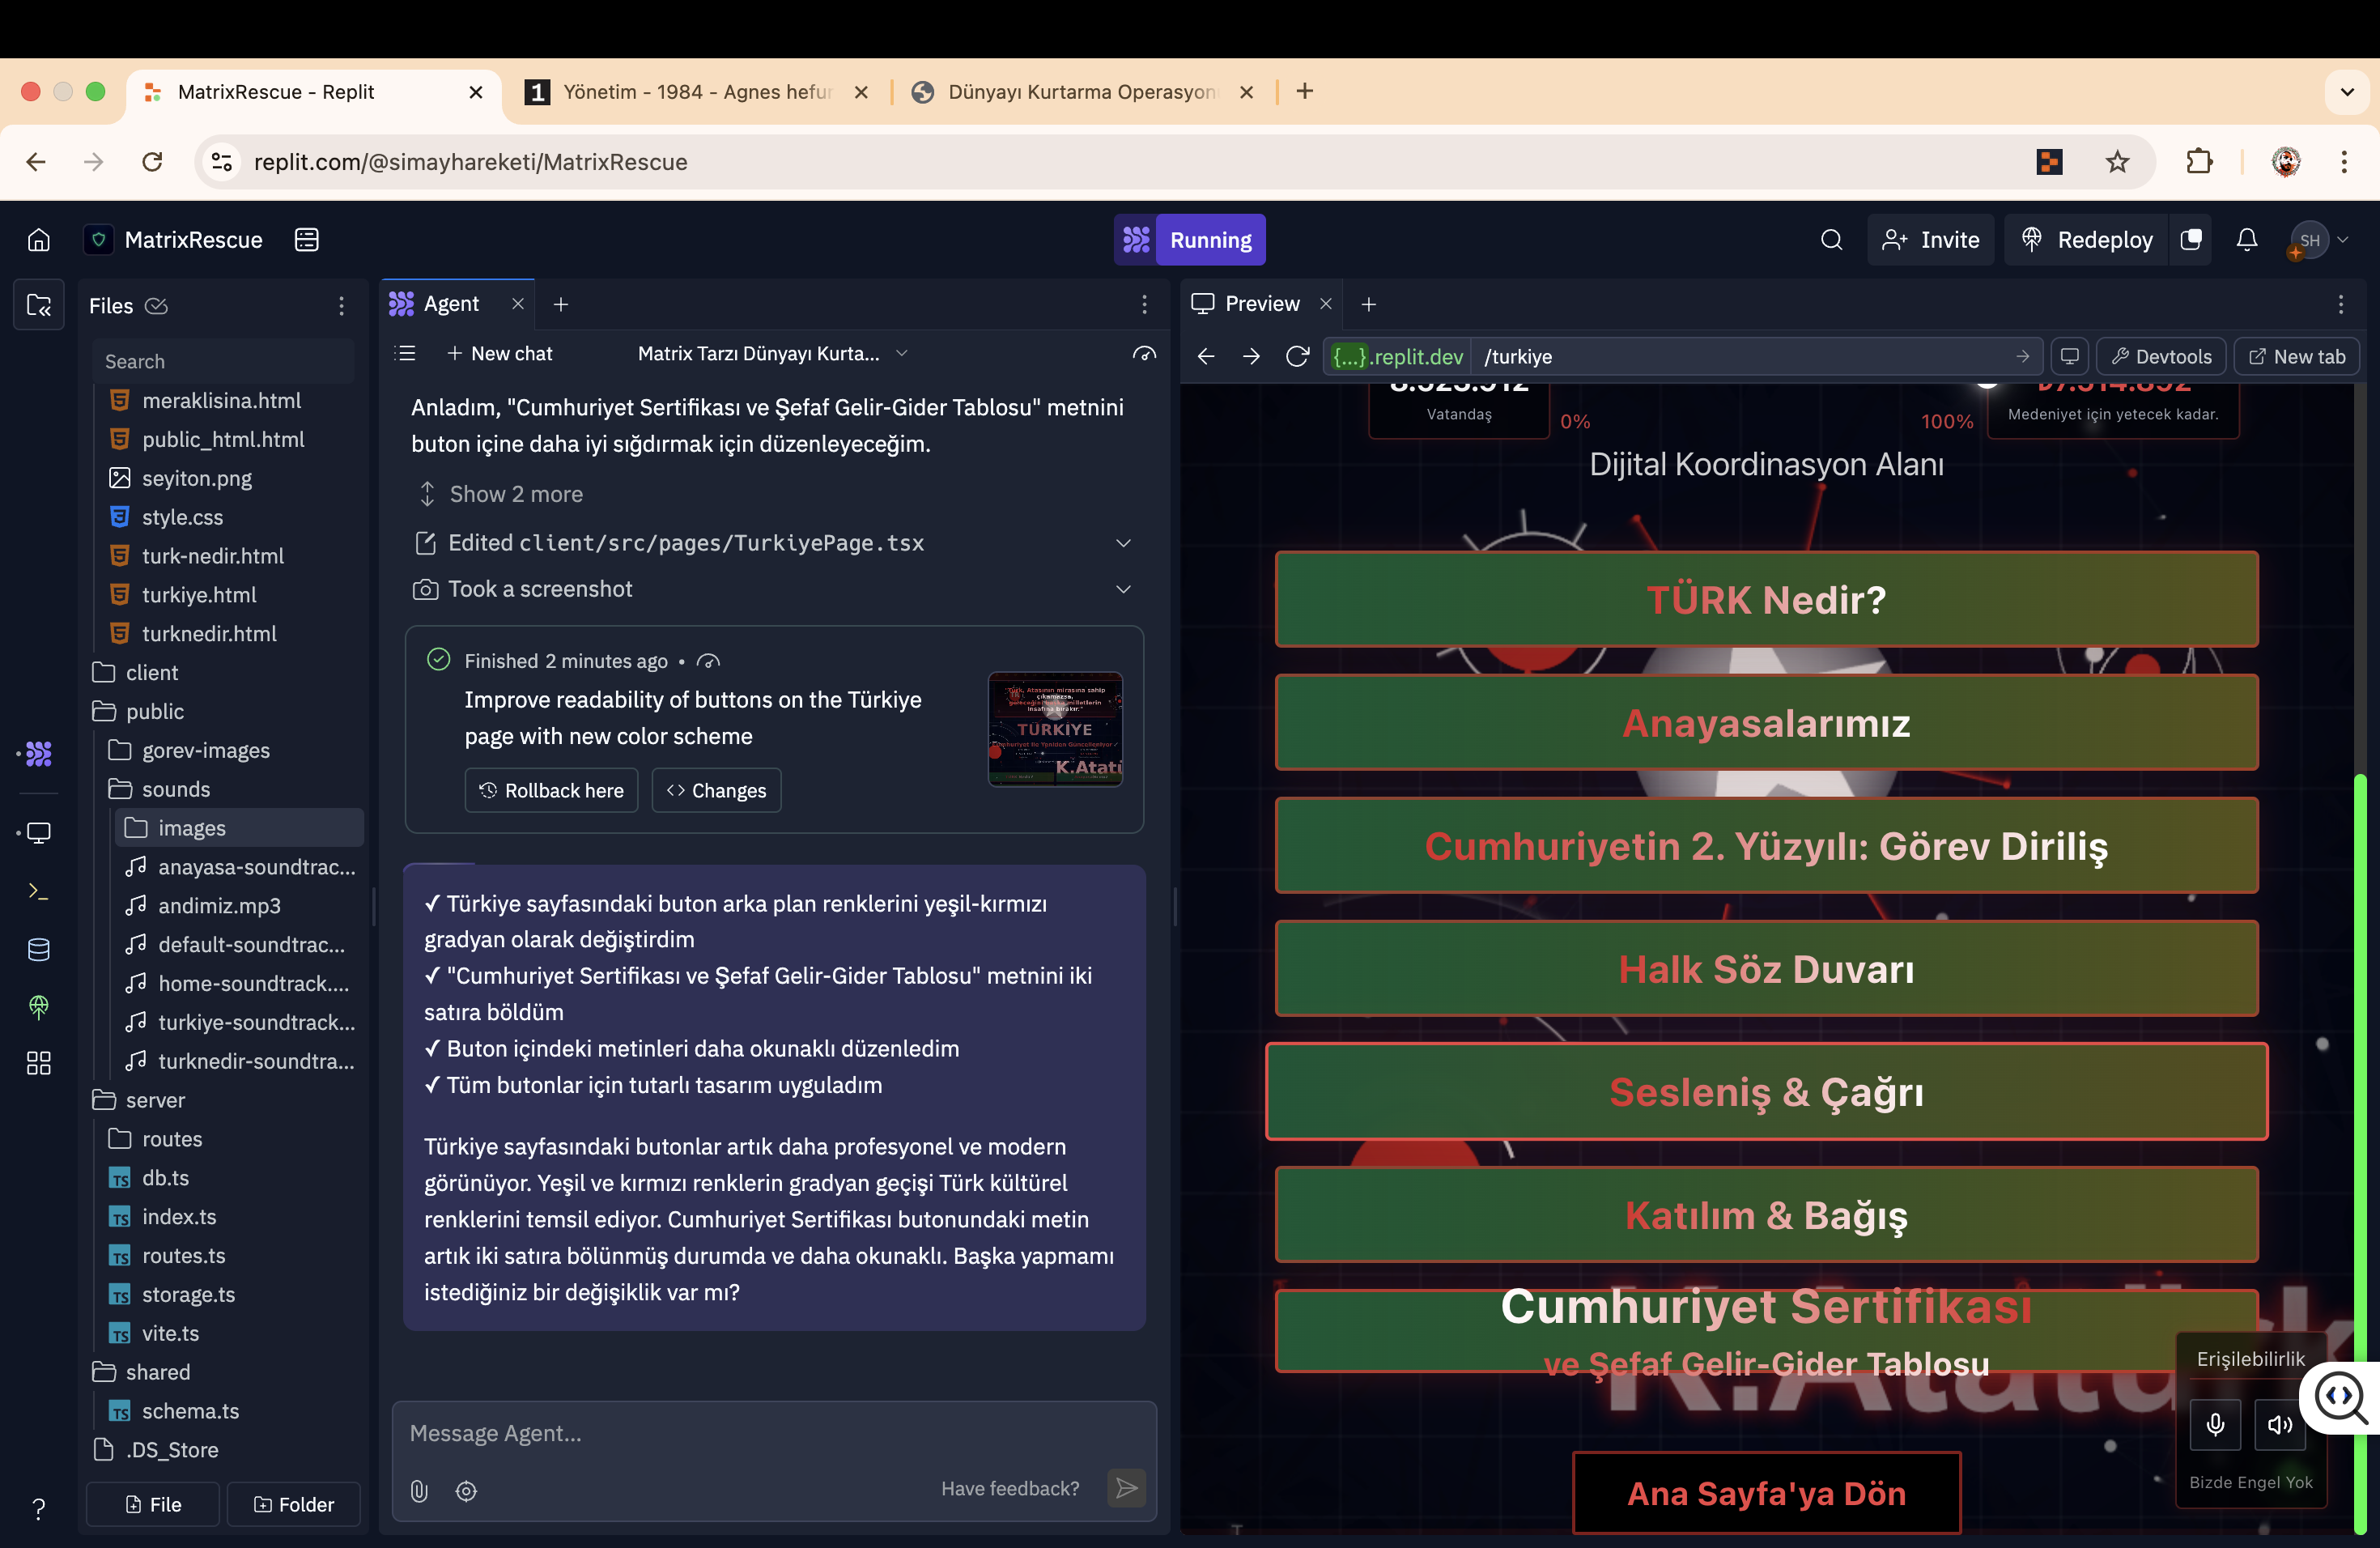 MatrixRescue - Replit
Yönetim - 1984 - Agnes hefur
Dünyayı Kurtarma Operasyon
replit.com/@simayhareketi/MatrixRescue
MatrixRescue
Running
Invite
Redeploy
SH
Files
Search
meraklisina.html
public_html.html
seyiton.png
style.css
turk-nedir.html
turkiye.html
turknedir.html
client
public
gorev-images
sounds
images
anayasa-soundtrac...
andimiz.mp3
default-soundtrac...
home-soundtrack....
turkiye-soundtrack...
turknedir-soundtra...
server
routes
db.ts
index.ts
routes.ts
storage.ts
vite.ts
shared
schema.ts
.DS_Store
File
Folder
Agent
New chat
Matrix Tarzı Dünyayı Kurta...
Anladım, "Cumhuriyet Sertifikası ve Şefaf Gelir-Gider Tablosu" metnini
buton içine daha iyi sığdırmak için düzenleyeceğim.
Show 2 more
Edited client/src/pages/TurkiyePage.tsx
Took a screenshot
Finished 2 minutes ago •
Improve readability of buttons on the Türkiye
page with new color scheme
Rollback here
Changes
TÜRKİYE
K.Atatü
✓ Türkiye sayfasındaki buton arka plan renklerini yeşil-kırmızı
gradyan olarak değiştirdim
✓ "Cumhuriyet Sertifikası ve Şefaf Gelir-Gider Tablosu" metnini iki
satıra böldüm
✓ Buton içindeki metinleri daha okunaklı düzenledim
✓ Tüm butonlar için tutarlı tasarım uyguladım
Türkiye sayfasındaki butonlar artık daha profesyonel ve modern
görünüyor. Yeşil ve kırmızı renklerin gradyan geçişi Türk kültürel
renklerini temsil ediyor. Cumhuriyet Sertifikası butonundaki metin
artık iki satıra bölünmüş durumda ve daha okunaklı. Başka yapmamı
istediğiniz bir değişiklik var mı?
Message Agent...
Have feedback?
Preview
{...}.replit.dev
/turkiye
Devtools
New tab
Vatandaş
0%
100%
Medeniyet için yetecek kadar.
Dijital Koordinasyon Alanı
TÜRK Nedir?
Anayasalarımız
Cumhuriyetin 2. Yüzyılı: Görev Diriliş
Halk Söz Duvarı
Sesleniş & Çağrı
Katılım & Bağış
Cumhuriyet Sertifikası
ve Şefaf Gelir-Gider Tablosu
Ana Sayfa'ya Dön
Erişilebilirlik
Bizde Engel Yok